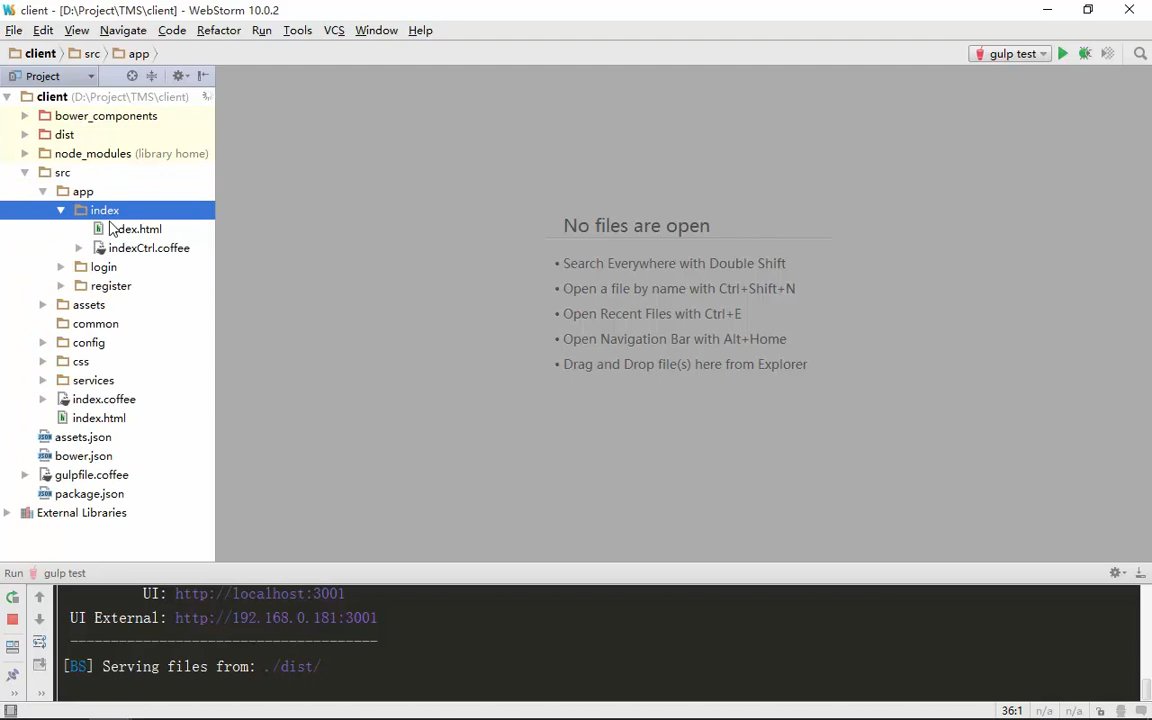 client - [D:\Project\TMS\client] - WebStorm 10.0.2
File Edit View Navigate Code Refactor Run Tools VCS Window Help
client src app gulp test
Project
client (D:\Project\TMS\client)
bower_components
dist
node_modules (library home)
src
app
index
index.html
indexCtrl.coffee
login
register
assets
common
config
css
services
index.coffee
index.html
assets.json
bower.json
gulpfile.coffee
package.json
External Libraries
No files are open
• Search Everywhere with Double Shift
• Open a file by name with Ctrl+Shift+N
• Open Recent Files with Ctrl+E
• Open Navigation Bar with Alt+Home
• Drag and Drop file(s) here from Explorer
Run gulp test
UI: http://localhost:3001
UI External: http://192.168.0.181:3001
--------------------------------------
[BS] Serving files from: ./dist/
36:1 n/a n/a